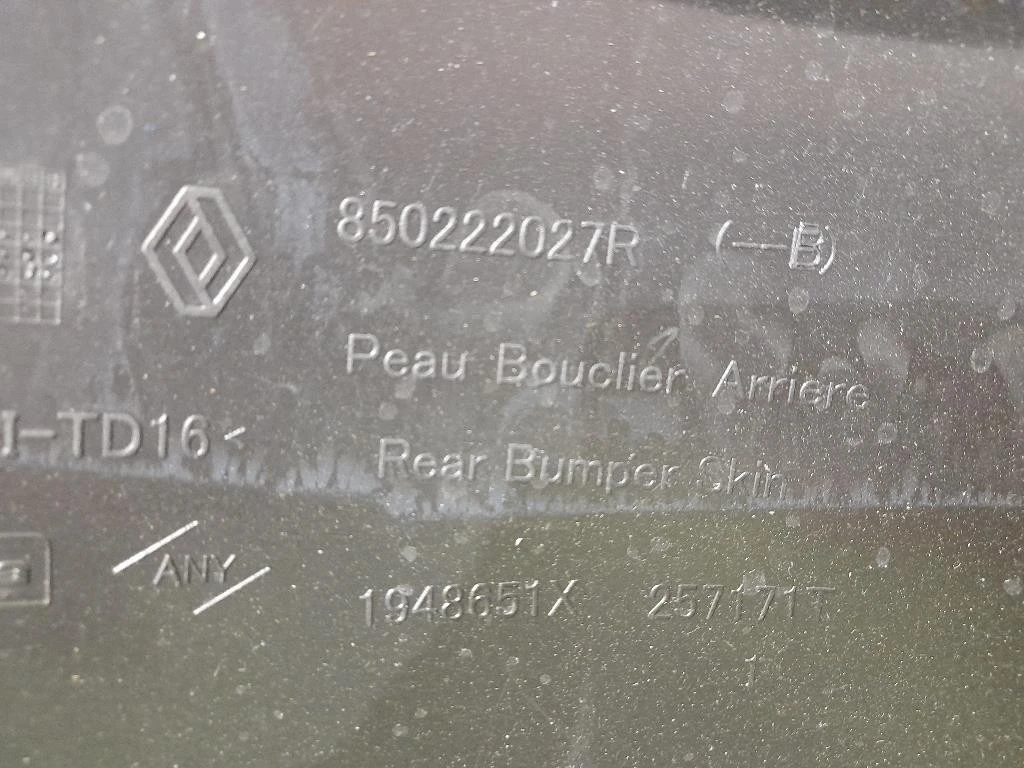 850222027R (--B)
Peau Bouclier Arriere
-TD16<
Rear Bumper Skin
ANY
1948651X 257171T
1